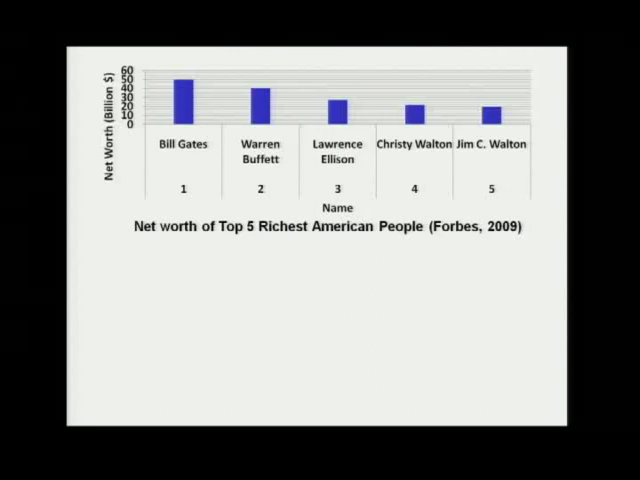 60
50
40
30
20
10
0
Net Worth (Billion $)
Bill Gates
Warren
Buffett
Lawrence
Ellison
Christy Walton
Jim C. Walton
1 2 3 4 5
Name
Net worth of Top 5 Richest American People (Forbes, 2009)